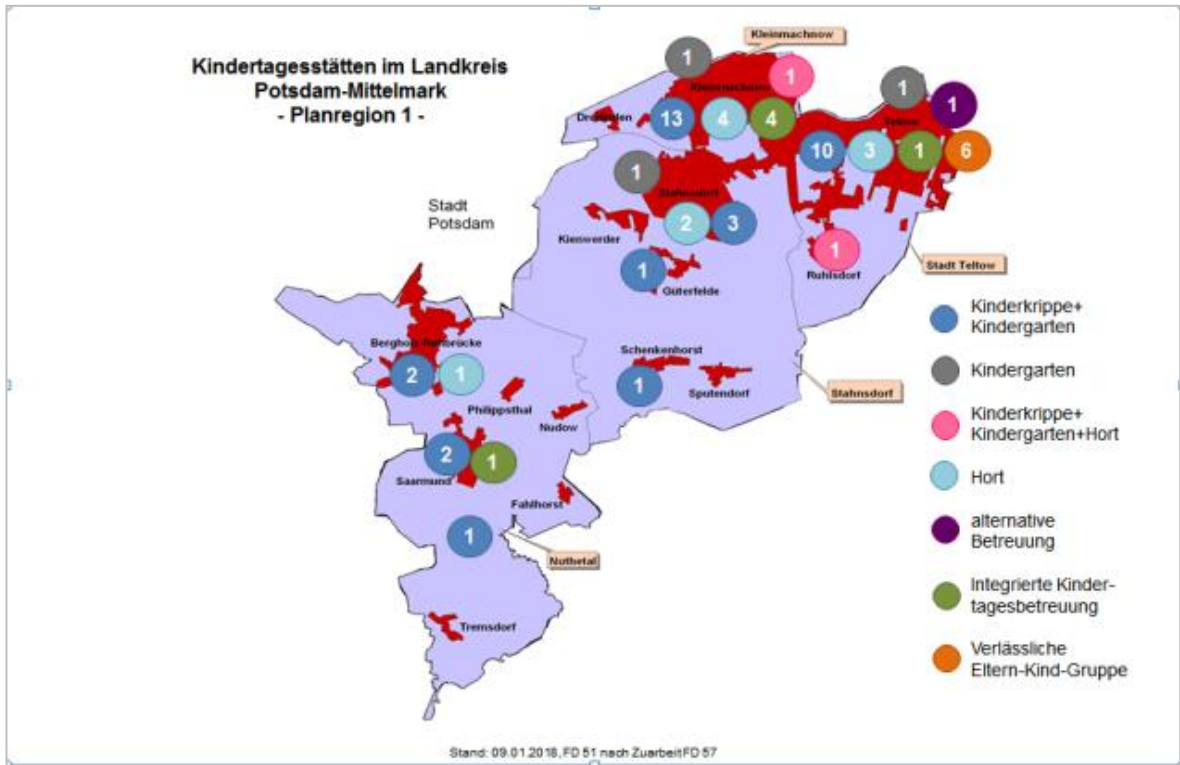 Kindertagesstätten im Landkreis
Potsdam-Mittelmark
- Planregion 1 -
Kleinmachnow
1
1
Kleinmachnow
1
1
Teltow
13
4
4
10
3
1
6
1
Stahnsdorf
Stadt
Potsdam
2
3
Kienwerder
1
Güterfelde
1
Ruhlsdorf
Stadt Teltow
2
1
Philippsthal
Nudow
Schenkenhorst
1
Sputendorf
Stahnsdorf
2
1
Saarmund
Fahlhorst
1
Nuthetal
Tremsdorf
Kinderkrippe+
Kindergarten
Kindergarten
Kinderkrippe+
Kindergarten+Hort
Hort
alternative
Betreuung
Integrierte Kinder-
tagesbetreuung
Verlässliche
Eltern-Kind-Gruppe
Stand: 09.01.2018, FD 51 nach Zuarbeit FD 57